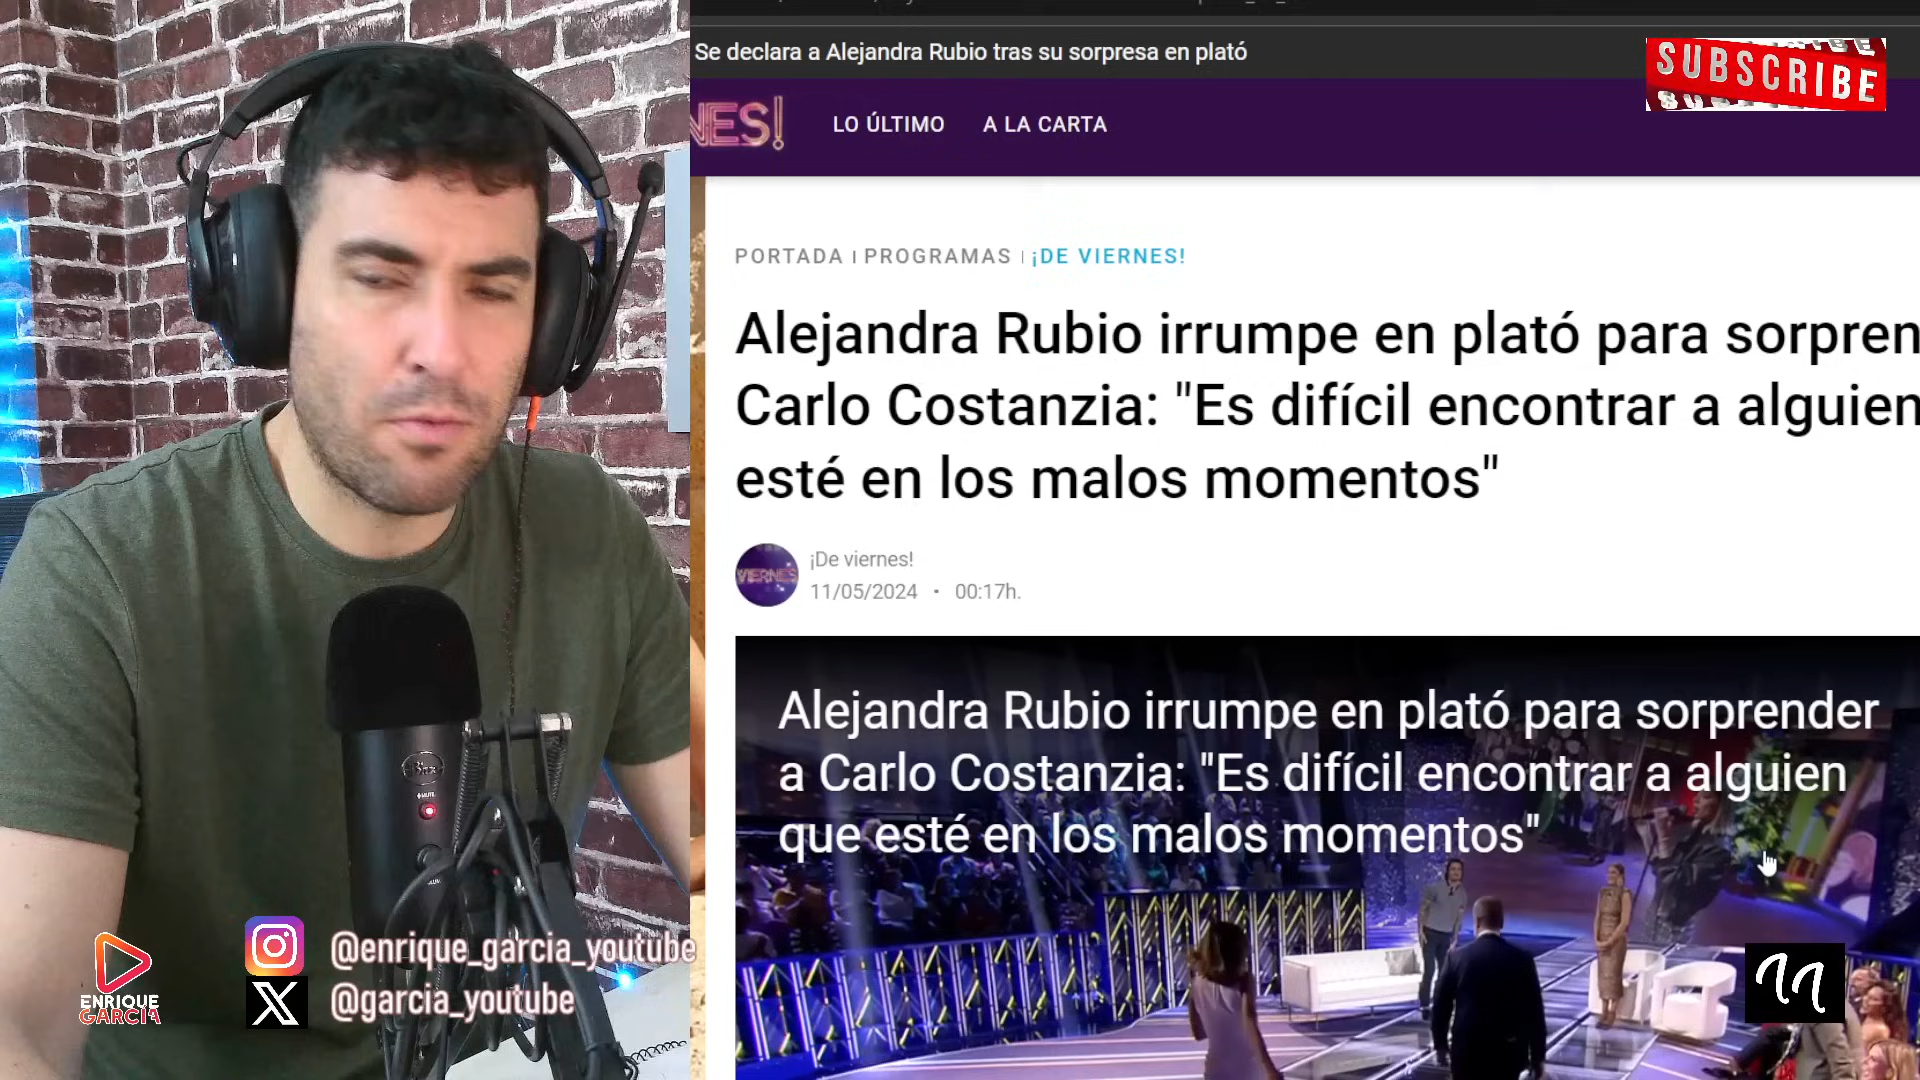 Se declara a Alejandra Rubio tras su sorpresa en plató
SUBSCRIBE
NES!
LO ÚLTIMO
A LA CARTA
PORTADA | PROGRAMAS | ¡DE VIERNES!
Alejandra Rubio irrumpe en plató para sorpren
Carlo Costanzia: "Es difícil encontrar a alguien
esté en los malos momentos"
VIERNES
¡De viernes!
11/05/2024 • 00:17h.
Alejandra Rubio irrumpe en plató para sorprender
a Carlo Costanzia: "Es difícil encontrar a alguien
que esté en los malos momentos"
ENRIQUE
GARCIA
@enrique_garcia_youtube
@garcia_youtube